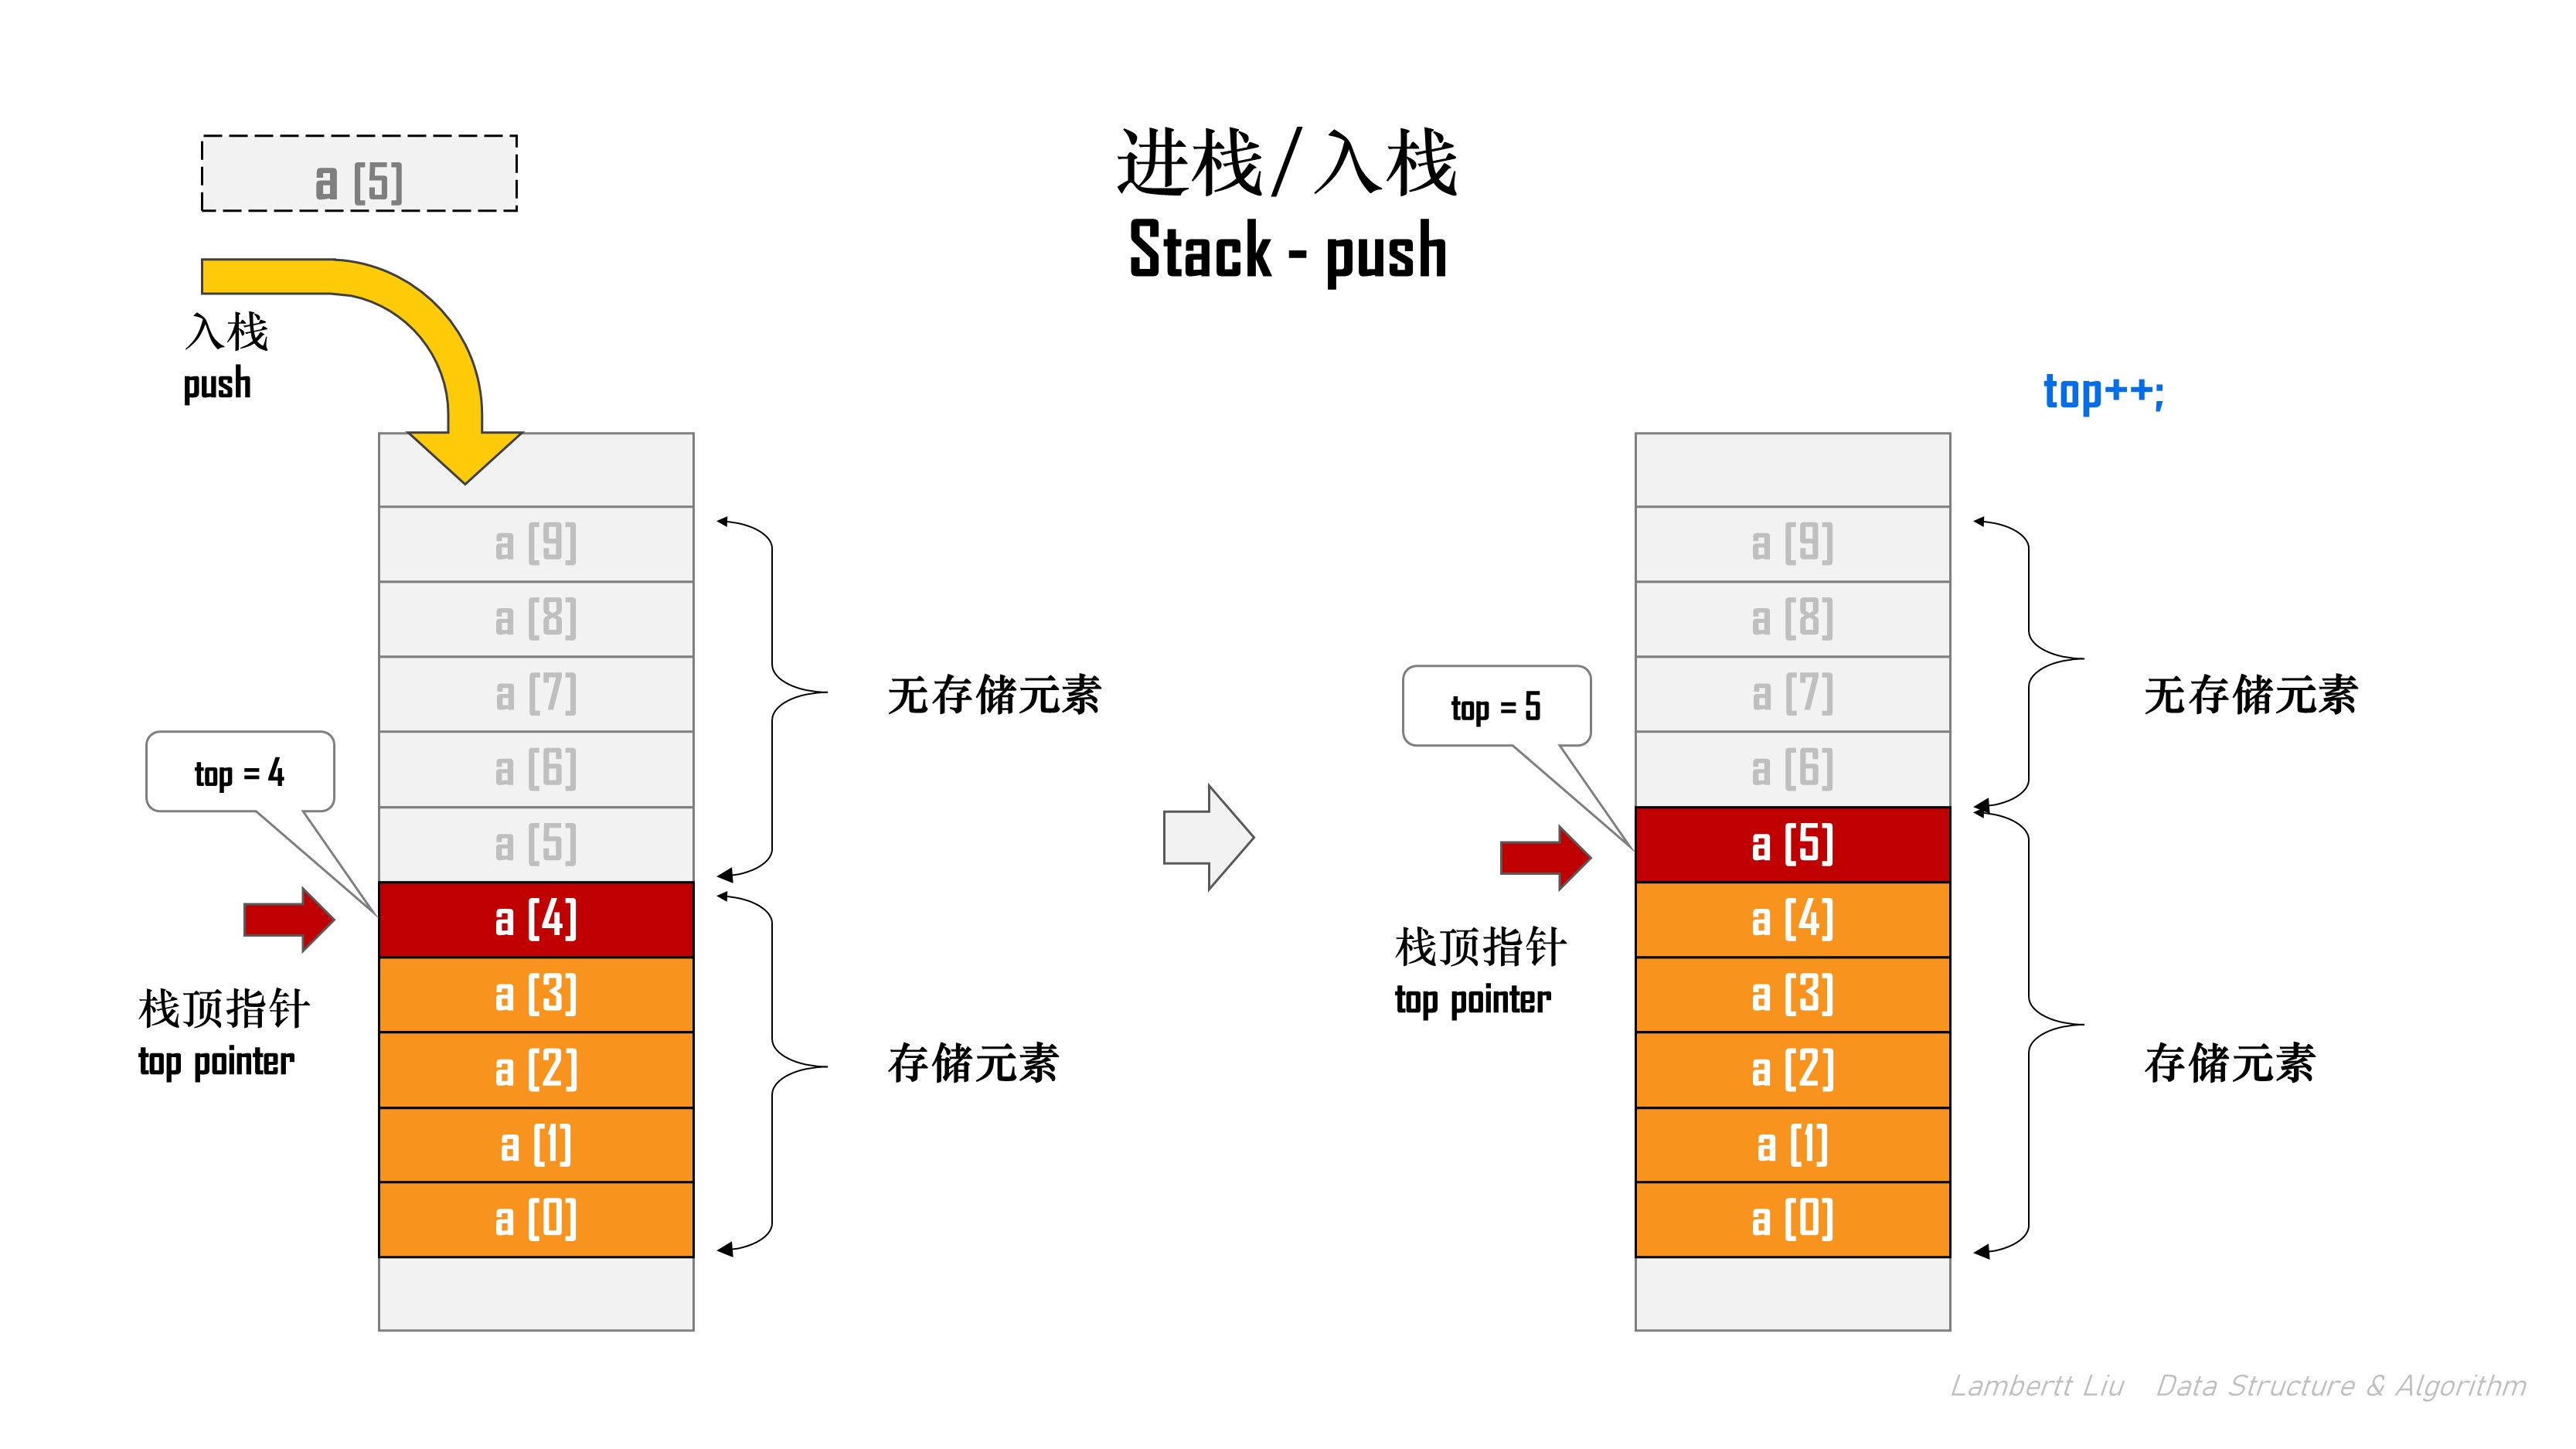 进栈/入栈
Stack - push
a [5]
入栈
push
a [9]
a [8]
a [7]
a [6]
a [5]
a [4]
a [3]
a [2]
a [1]
a [0]
top = 4
栈顶指针
top pointer
无存储元素
存储元素
top++;
a [9]
a [8]
a [7]
a [6]
a [5]
a [4]
a [3]
a [2]
a [1]
a [0]
top = 5
栈顶指针
top pointer
无存储元素
存储元素
Lambertt Liu Data Structure & Algorithm